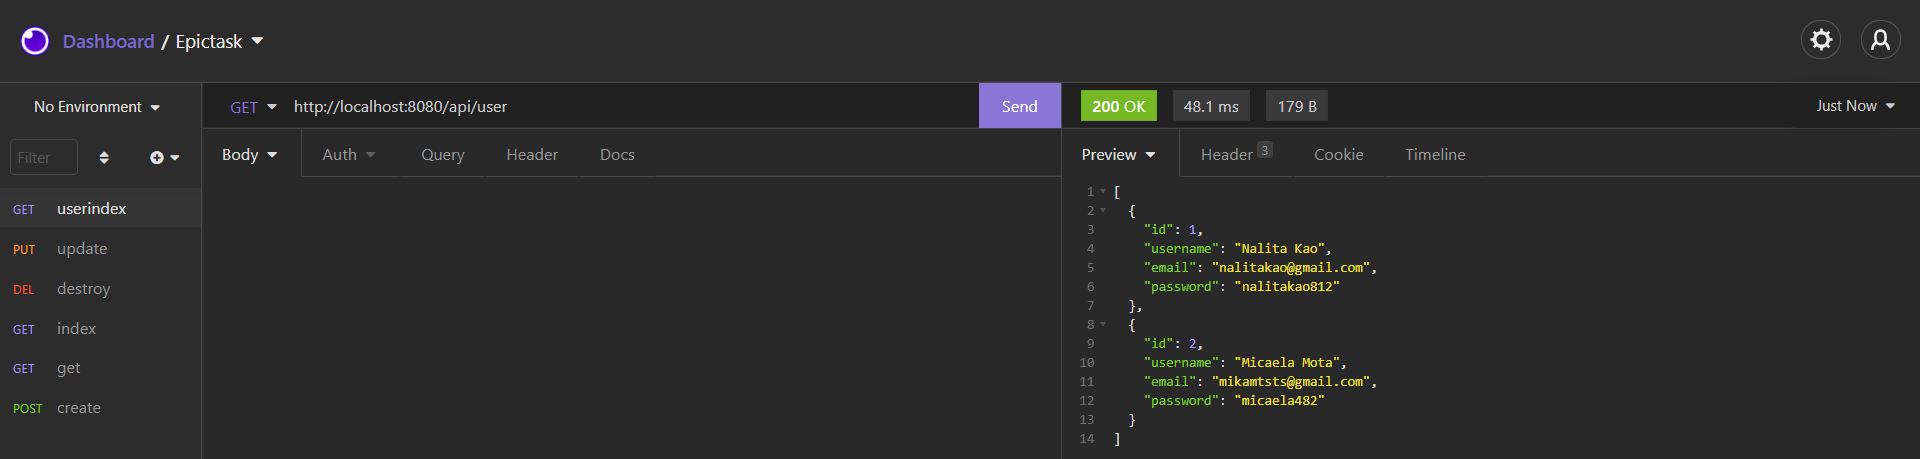 Dashboard / Epictask
No Environment
GET http://localhost:8080/api/user Send
200 OK 48.1 ms 179 B Just Now
Filter
Body Auth Query Header Docs
Preview Header 3 Cookie Timeline
GET userindex
PUT update
DEL destroy
GET index
GET get
POST create
1 [
2 {
3 "id": 1,
4 "username": "Nalita Kao",
5 "email": "nalitakao@gmail.com",
6 "password": "nalitakao812"
7 },
8 {
9 "id": 2,
10 "username": "Micaela Mota",
11 "email": "mikamtsts@gmail.com",
12 "password": "micaela482"
13 }
14 ]